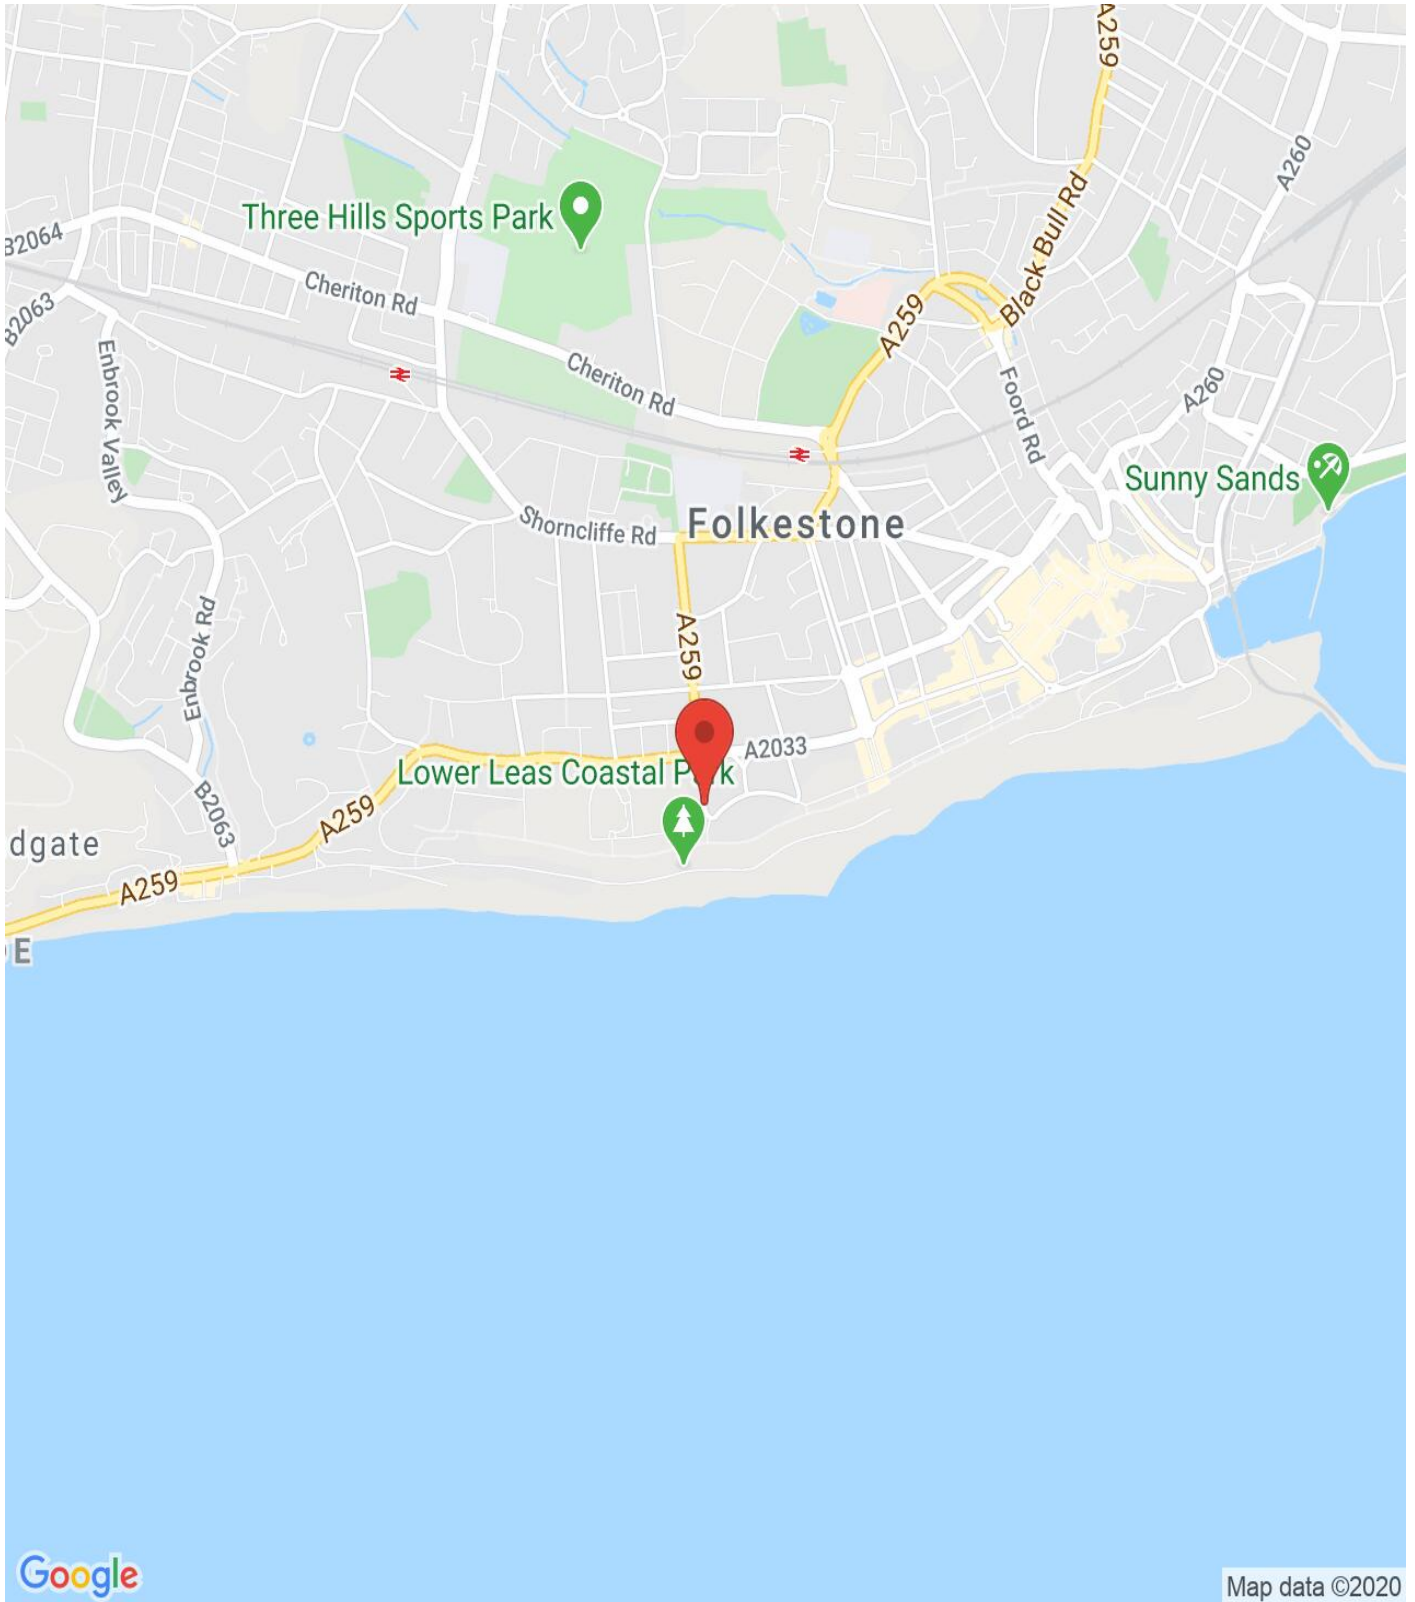 A259
A260
Three Hills Sports Park
Black Bull Rd
B2064
Cheriton Rd
B2063
A259
Enbrook Valley
Cheriton Rd
Foord Rd
A260
Sunny Sands
Shorncliffe Rd
Folkestone
Enbrook Rd
A259
A2033
Lower Leas Coastal Park
B2063
A259
dgate
A259
E
Google
Map data ©2020